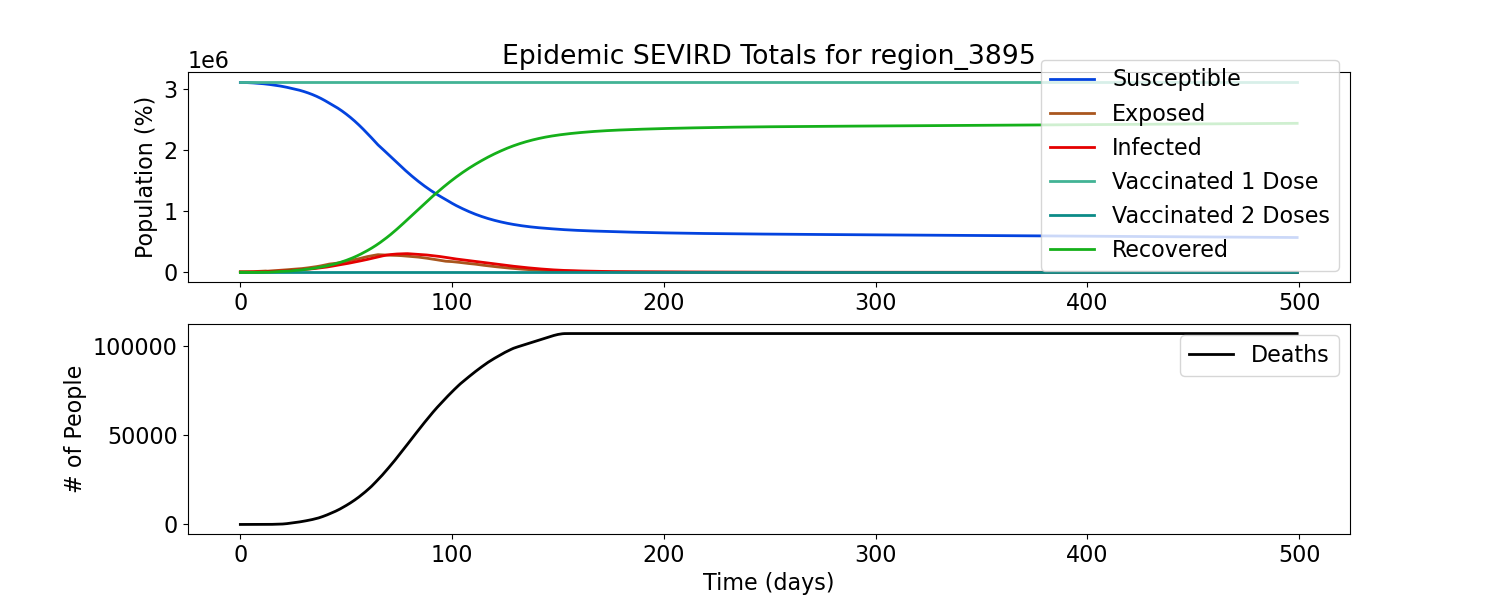 Epidemic SEVIRD Totals for region_3895
1e6
Population (%)
3
2
1
0
Susceptible
Exposed
Infected
Vaccinated 1 Dose
Vaccinated 2 Doses
Recovered
0 100 200 300 400 500
# of People
100000
50000
0
Deaths
0 100 200 300 400 500
Time (days)